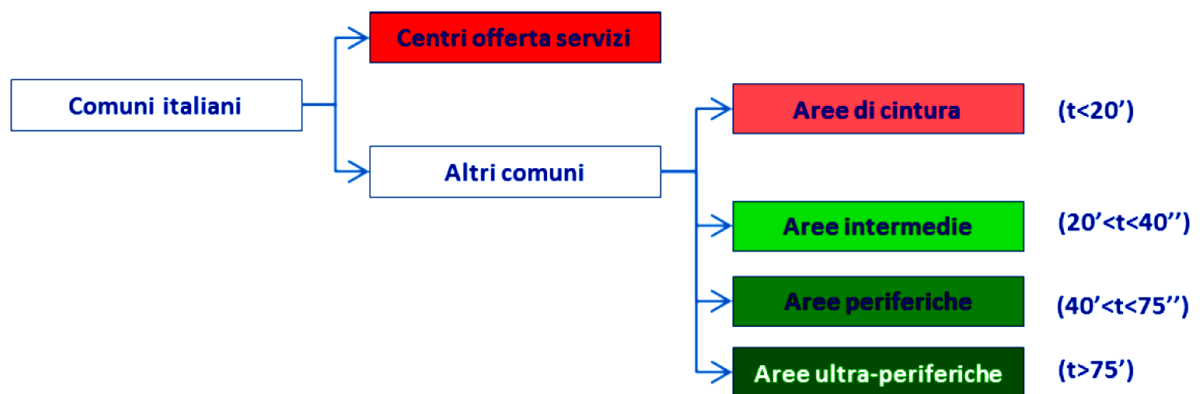 Centri offerta servizi
Comuni italiani
Aree di cintura (t<20')
Altri comuni
Aree intermedie (20'<t<40'')
Aree periferiche (40'<t<75'')
Aree ultra-periferiche (t>75')